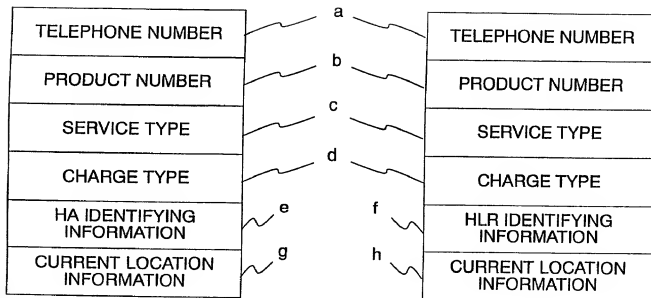 TELEPHONE NUMBER
PRODUCT NUMBER
SERVICE TYPE
CHARGE TYPE
HA IDENTIFYING
INFORMATION
CURRENT LOCATION
INFORMATION
a
b
c
d
e
f
g
h
TELEPHONE NUMBER
PRODUCT NUMBER
SERVICE TYPE
CHARGE TYPE
HLR IDENTIFYING
INFORMATION
CURRENT LOCATION
INFORMATION